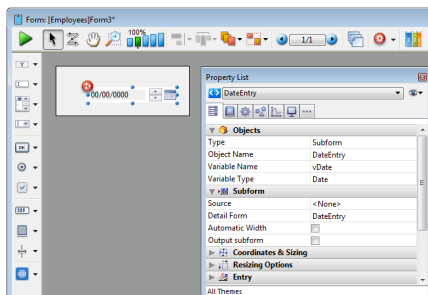 Form: [Employees]Form3*
100%
1/1
00/00/0000
Property List
DateEntry
Objects
Type Subform
Object Name DateEntry
Variable Name vDate
Variable Type Date
Subform
Source <None>
Detail Form DateEntry
Automatic Width
Output subform
Coordinates & Sizing
Resizing Options
Entry
All Themes
OK